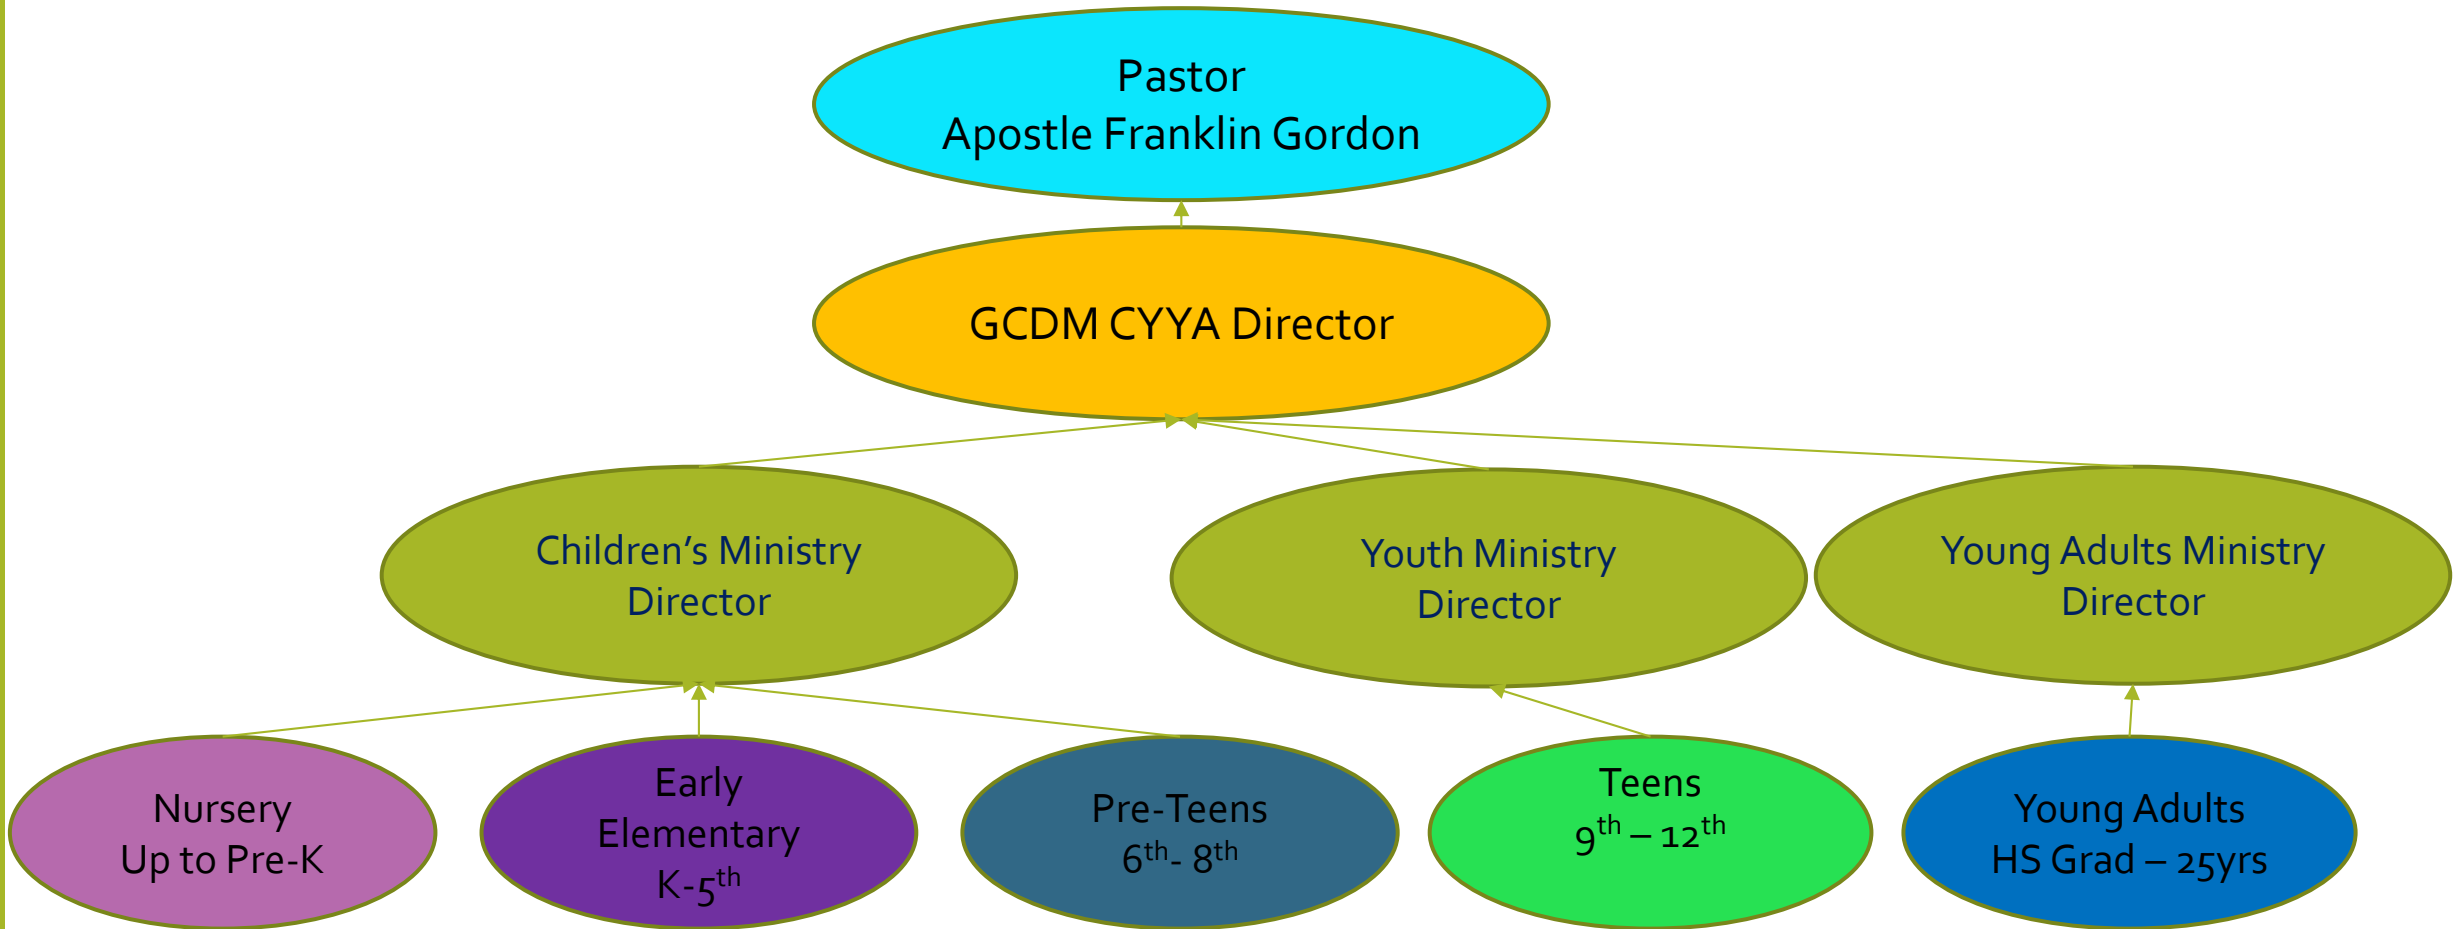 Pastor
Apostle Franklin Gordon
GCDM CYYA Director
Children’s Ministry
Director
Youth Ministry
Director
Young Adults Ministry
Director
Nursery
Up to Pre-K
Early
Elementary
K-5th
Pre-Teens
6th- 8th
Teens
9th – 12th
Young Adults
HS Grad – 25yrs